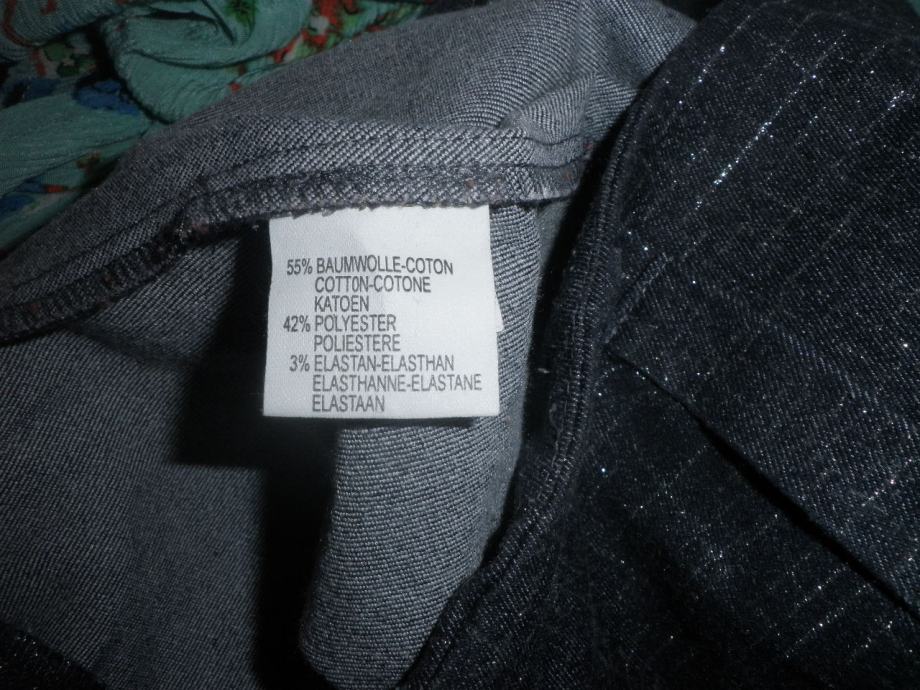 55% BAUMWOLLE-COTON
COTTON-COTONE
KATOEN
42% POLYESTER
POLIESTERE
3% ELASTAN-ELASTHAN
ELASTHANNE-ELASTANE
ELASTAAN